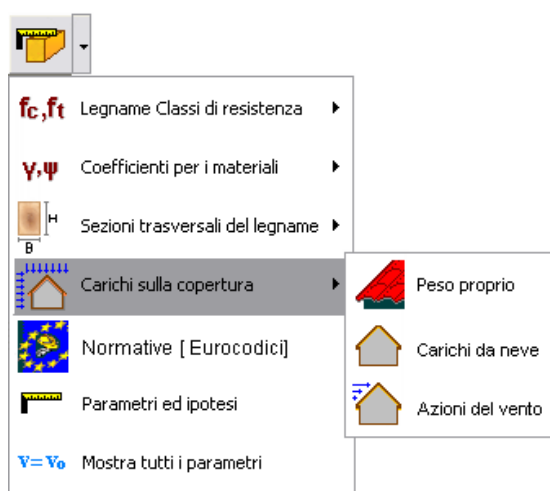 fc,ft Legname Classi di resistenza
γ,ψ Coefficienti per i materiali
H
Sezioni trasversali del legname
B
Carichi sulla copertura
Peso proprio
Normative [ Eurocodici]
Carichi da neve
Parametri ed ipotesi
Azioni del vento
v=vo Mostra tutti i parametri